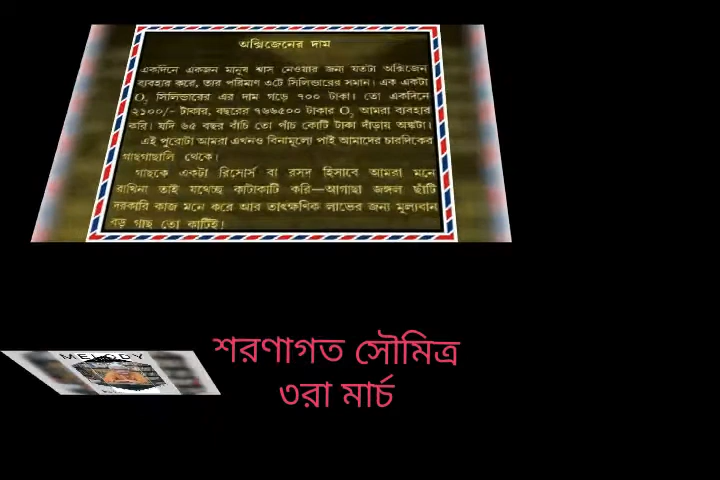 অক্সিজেনের দাম
একদিনে একজন মানুষ শ্বাস নেওয়ার জন্য যতটা অক্সিজেন
ব্যবহার করে, তার পরিমাণ ৩টে সিলিন্ডারের সমান। এক একটা
O₂ সিলিন্ডারের এর দাম গড়ে ৭০০ টাকা। তো একদিনে
২১০০/- টাকার, বছরের ৭৬৬৫০০ টাকার O₂ আমরা ব্যবহার
করি। যদি ৬৫ বছর বাঁচি তো পাঁচ কোটি টাকা দাঁড়ায় অঙ্কটা।
এই পুরোটা আমরা এখনও বিনামূল্যে পাই আমাদের চারদিকের
গাছগাছালি থেকে।
গাছকে একটা রিসোর্স বা রসদ হিসাবে আমরা মনে
রাখিনা তাই যথেচ্ছ কাটাকাটি করি—আগাছা জঙ্গল ছাঁটি
দরকারি কাজ মনে করে আর তাৎক্ষণিক লাভের জন্য মূল্যবান
বড় গাছ তো কাটিই।
MELODY
শরণাগত সৌমিত্র
৩রা মার্চ